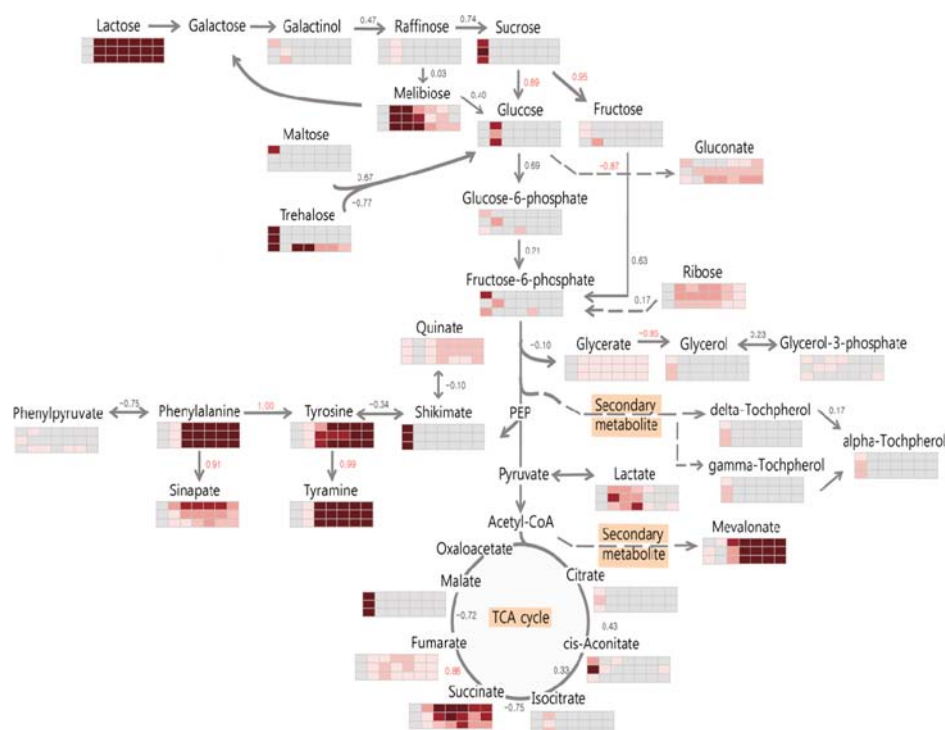 Lactose
Galactose
Galactinol
0.47
Raffinose
0.74
Sucrose
0.03
Melibiose
0.40
0.89
0.95
Glucose
Fructose
Maltose
0.67
−0.77
Trehalose
0.69
−0.87
Gluconate
Glucose-6-phosphate
0.21
0.63
Fructose-6-phosphate
Ribose
0.17
Quinate
−0.10
−0.10
Glycerate
−0.85
Glycerol
0.23
Glycerol-3-phosphate
Phenylpyruvate
−0.75
Phenylalanine
1.00
Tyrosine
−0.34
Shikimate
PEP
Secondary
metabolite
delta-Tochpherol
0.17
alpha-Tochpherol
gamma-Tochpherol
0.91
0.99
Sinapate
Tyramine
Pyruvate
Lactate
Acetyl-CoA
Secondary
metabolite
Mevalonate
Oxaloacetate
Malate
Citrate
−0.72
TCA cycle
0.43
Fumarate
cis-Aconitate
0.86
0.33
Succinate
−0.75
Isocitrate